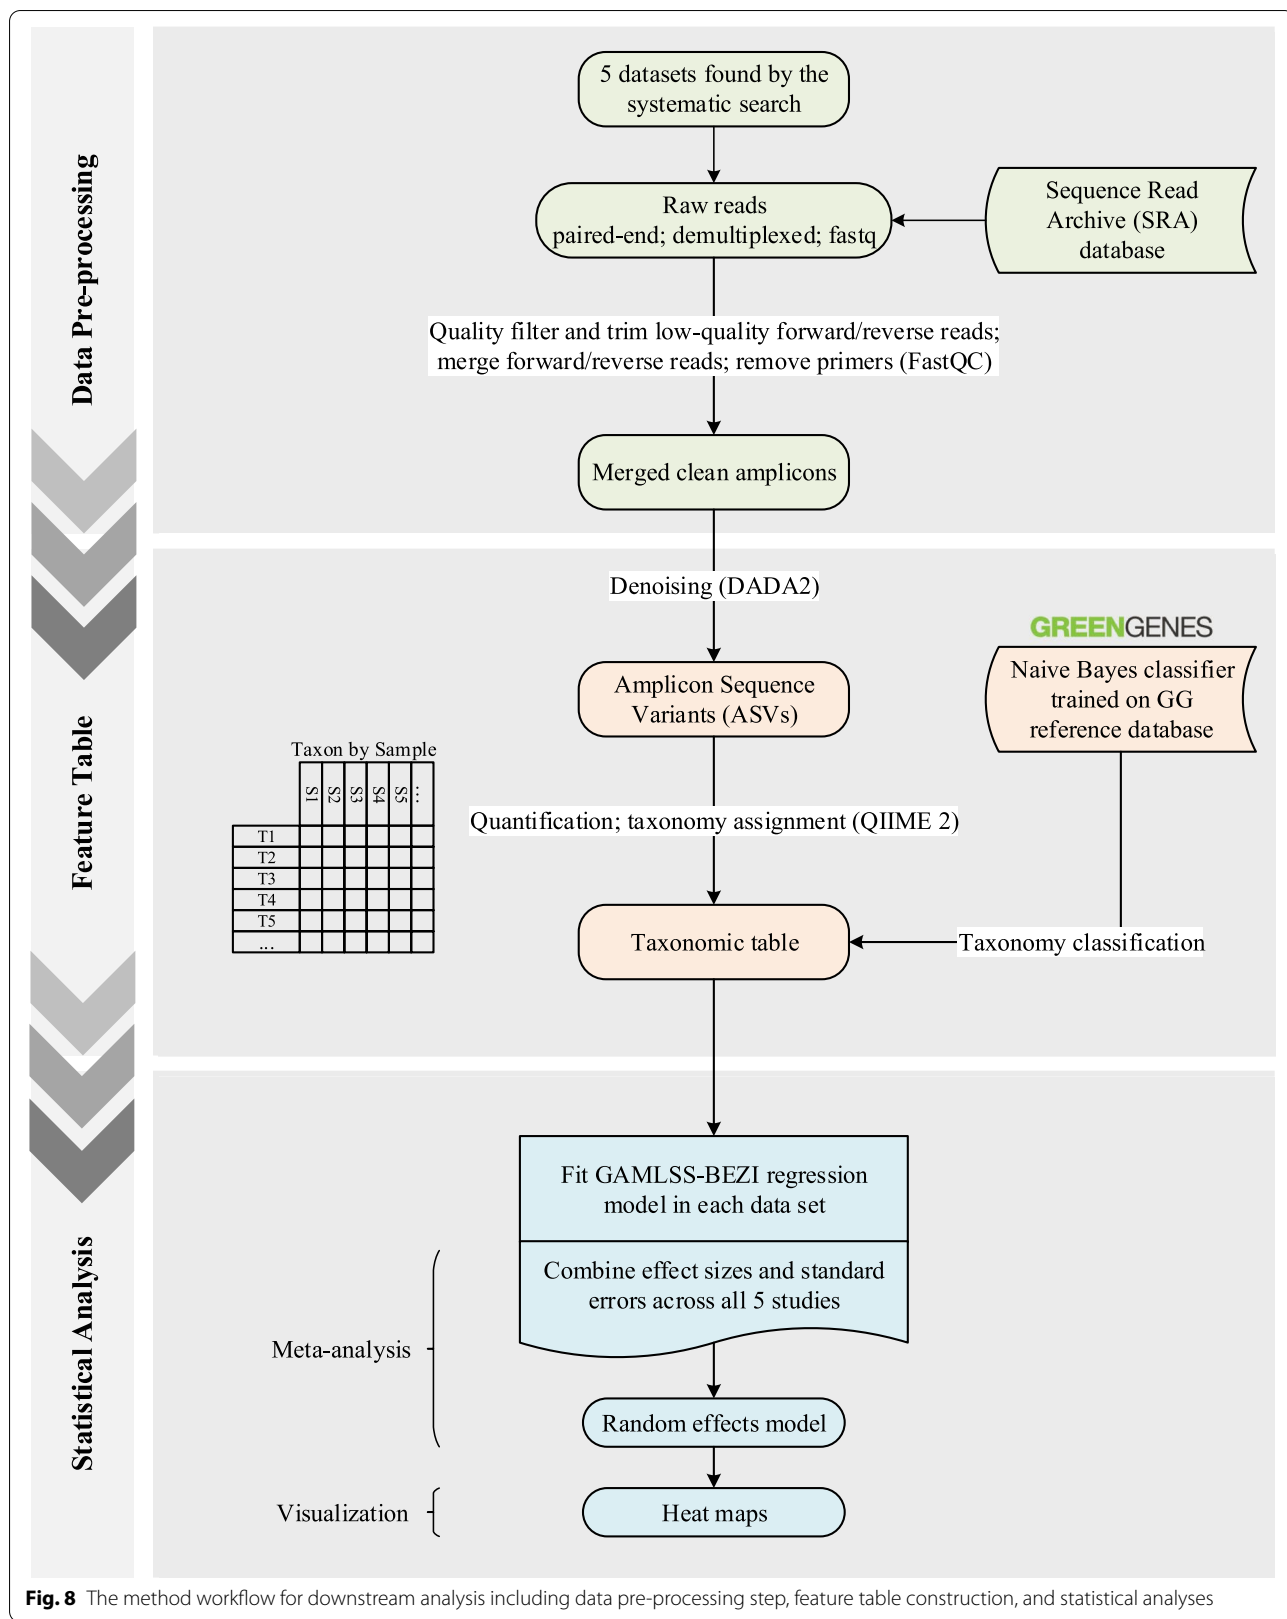 Data Pre-processing
5 datasets found by the
systematic search
Raw reads
paired-end; demultiplexed; fastq
Sequence Read
Archive (SRA)
database
Quality filter and trim low-quality forward/reverse reads;
merge forward/reverse reads; remove primers (FastQC)
Merged clean amplicons
Feature Table
Denoising (DADA2)
Amplicon Sequence
Variants (ASVs)
GREENGENES
Naive Bayes classifier
trained on GG
reference database
Taxon by Sample
S1 S2 S3 S4 S5 ...
T1
T2
T3
T4
T5
...
Quantification; taxonomy assignment (QIIME 2)
Taxonomic table
Taxonomy classification
Statistical Analysis
Fit GAMLSS-BEZI regression
model in each data set
Combine effect sizes and standard
errors across all 5 studies
Meta-analysis
Random effects model
Visualization
Heat maps
Fig. 8 The method workflow for downstream analysis including data pre-processing step, feature table construction, and statistical analyses